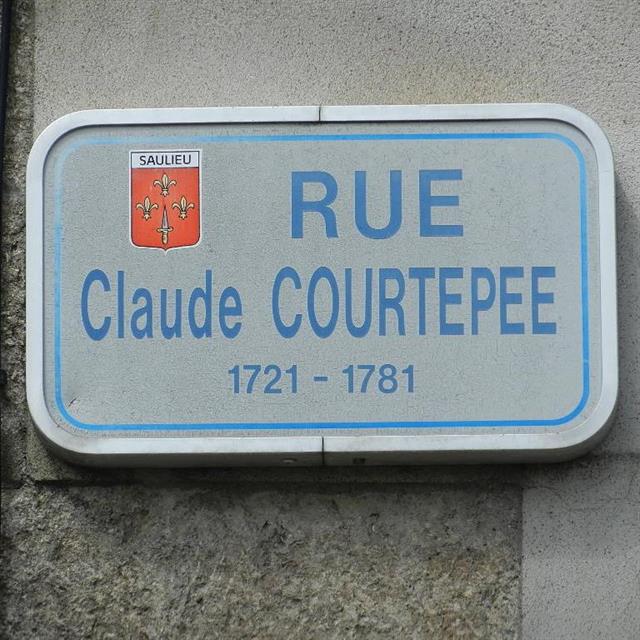 SAULIEU
RUE
Claude COURTEPEE
1721 - 1781